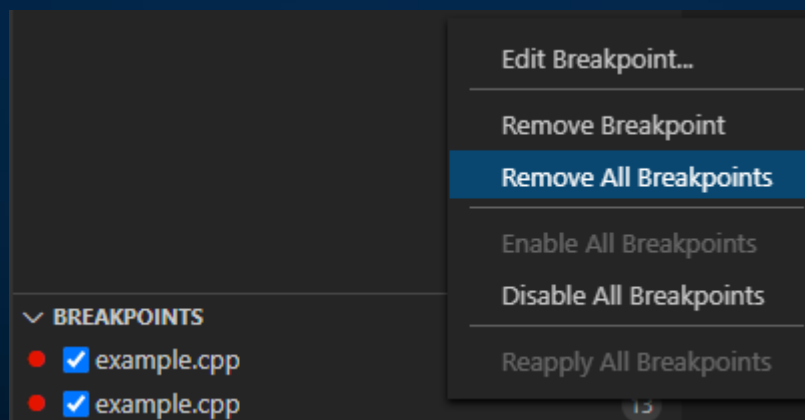 Edit Breakpoint...
Remove Breakpoint
Remove All Breakpoints
Enable All Breakpoints
Disable All Breakpoints
Reapply All Breakpoints
BREAKPOINTS
example.cpp
example.cpp 13